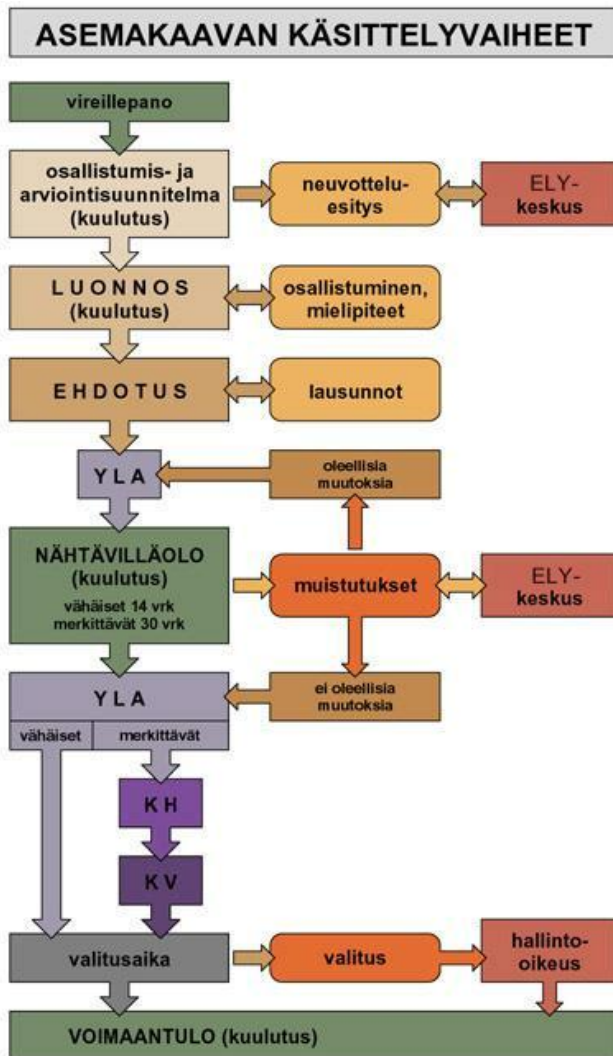 ASEMAKAAVAN KÄSITTELYVAIHEET
vireillepano
osallistumis- ja
arviointisuunnitelma
(kuulutus)
neuvottelu-
esitys
ELY-
keskus
L U O N N O S
(kuulutus)
osallistuminen,
mielipiteet
E H D O T U S
lausunnot
Y L A
oleellisia
muutoksia
NÄHTÄVILLÄOLO
(kuulutus)
vähäiset 14 vrk
merkittävät 30 vrk
muistutukset
ELY-
keskus
Y L A
ei oleellisia
muutoksia
vähäiset
merkittävät
K H
K V
valitusaika
valitus
hallinto-
oikeus
VOIMAANTULO (kuulutus)